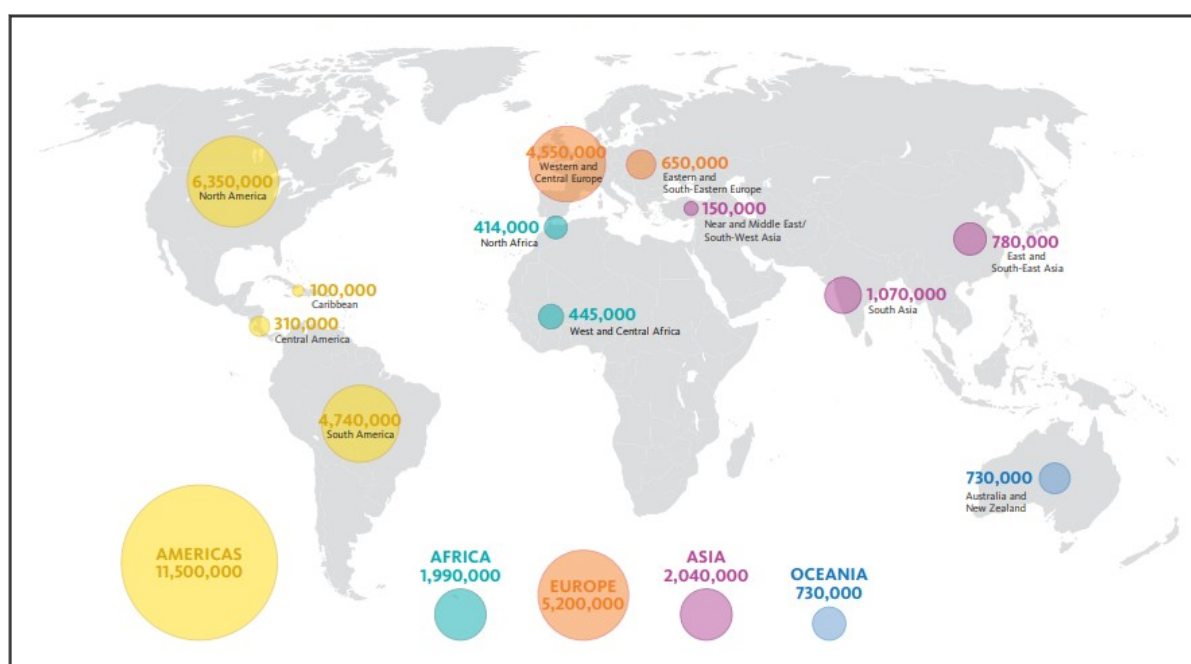 4,550,000
Western and
Central Europe
650,000
Eastern and
South-Eastern Europe
6,350,000
North America
150,000
Near and Middle East/
South-West Asia
414,000
North Africa
780,000
East and
South-East Asia
100,000
Caribbean
1,070,000
South Asia
310,000
Central America
445,000
West and Central Africa
4,740,000
South America
730,000
Australia and
New Zealand
AMERICAS
11,500,000
AFRICA
1,990,000
EUROPE
5,200,000
ASIA
2,040,000
OCEANIA
730,000